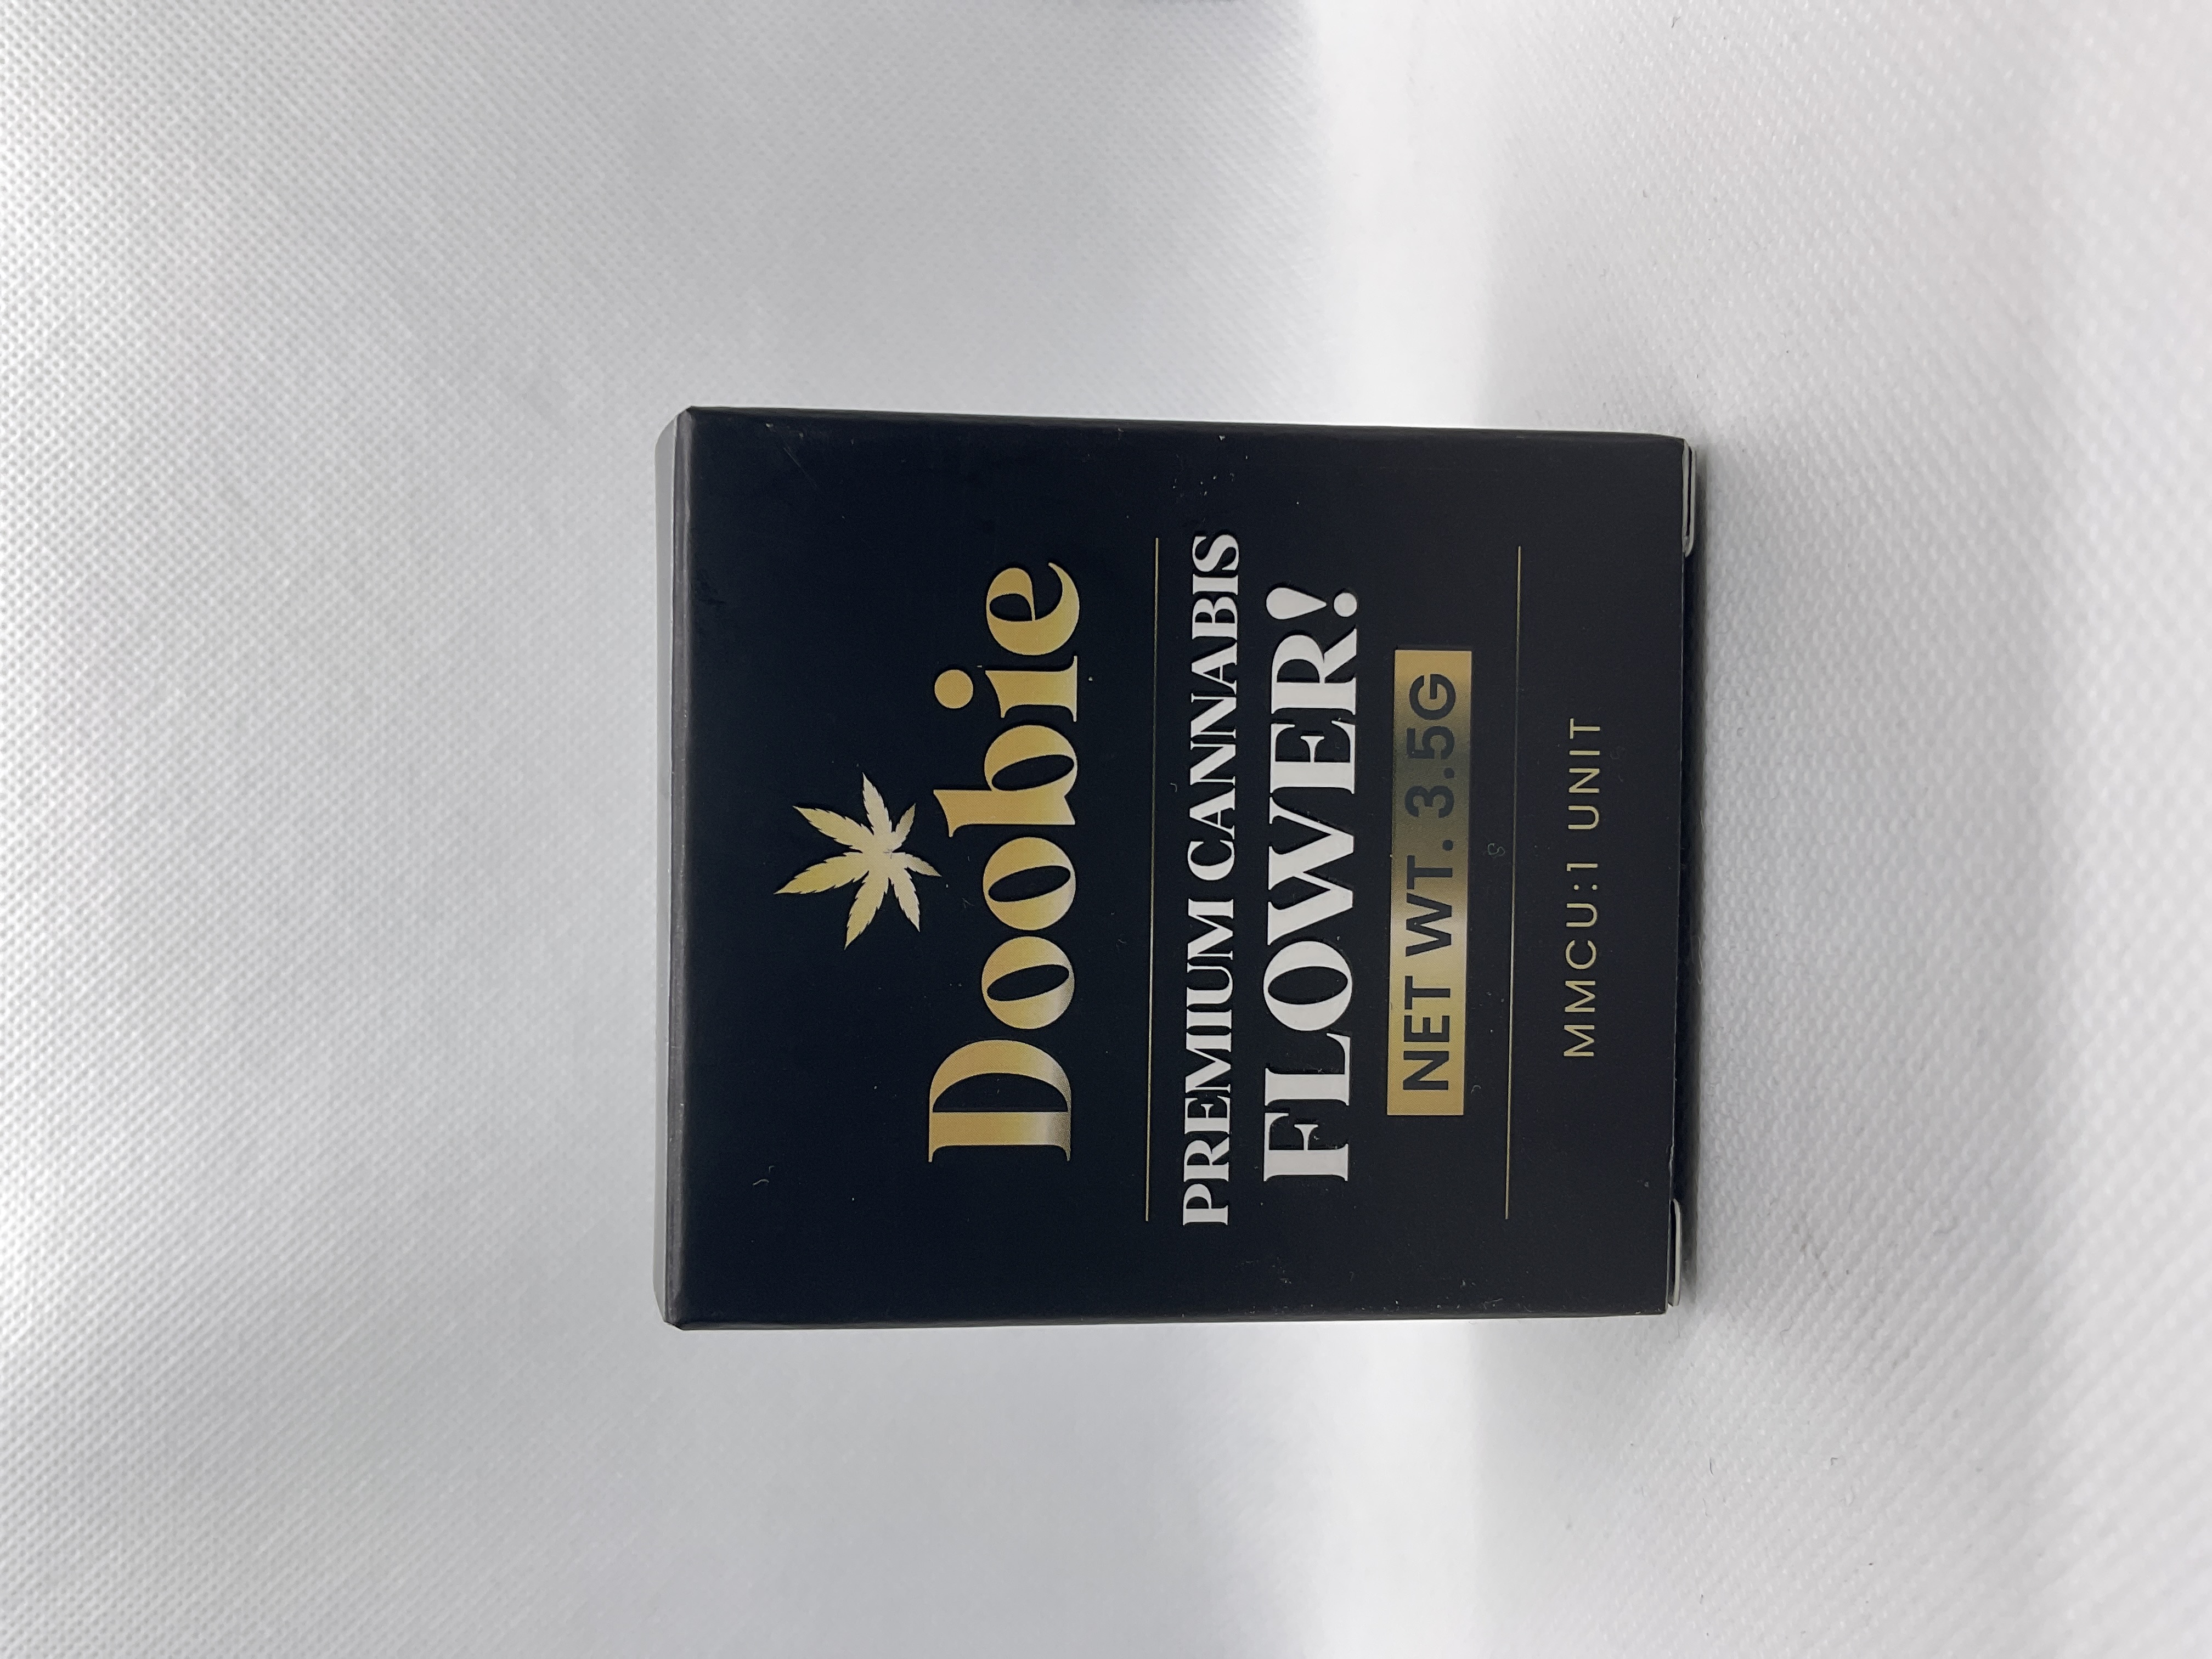 Doobie
PREMIUM CANNABIS
FLOWER!
NET WT. 3.5G
MMCU:1 UNIT